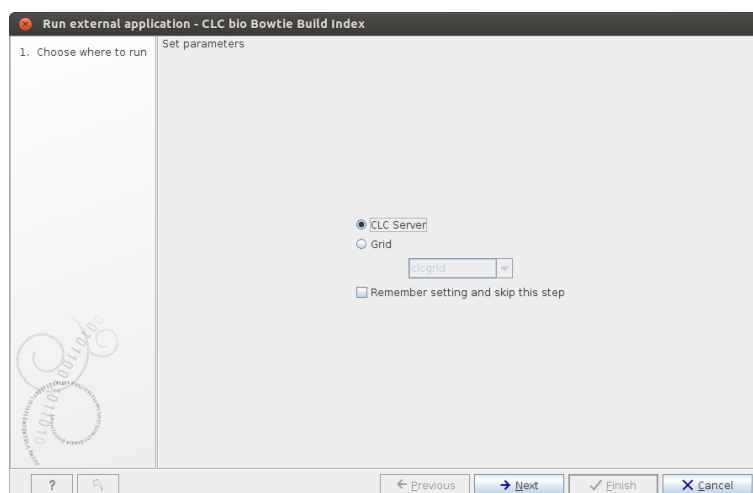 Run external application - CLC bio Bowtie Build Index
1. Choose where to run
Set parameters
CLC Server
Grid
clcgrid
Remember setting and skip this step
?
Previous
Next
Finish
Cancel